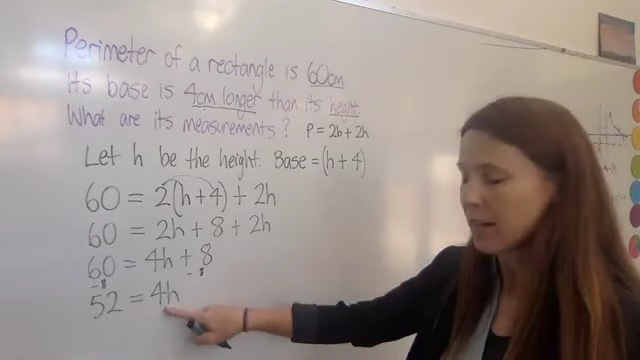 Perimeter of a rectangle is 60cm.
Its base is 4cm longer than its height.
What are its measurements? P = 2b + 2h
Let h be the height. Base = (h + 4)
60 = 2(h + 4) + 2h
60 = 2h + 8 + 2h
60 = 4h + 8
-8 -8
52 = 4h